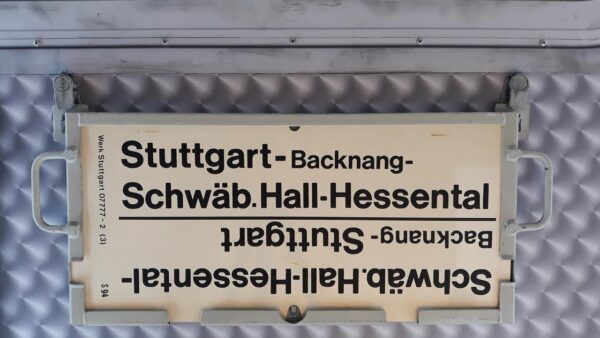 Stuttgart-Backnang-
Schwäb.Hall-Hessental
Schwäb.Hall-Hessental-
Backnang-Stuttgart
Werk Stuttgart 07777 - 2 (3)
S 94